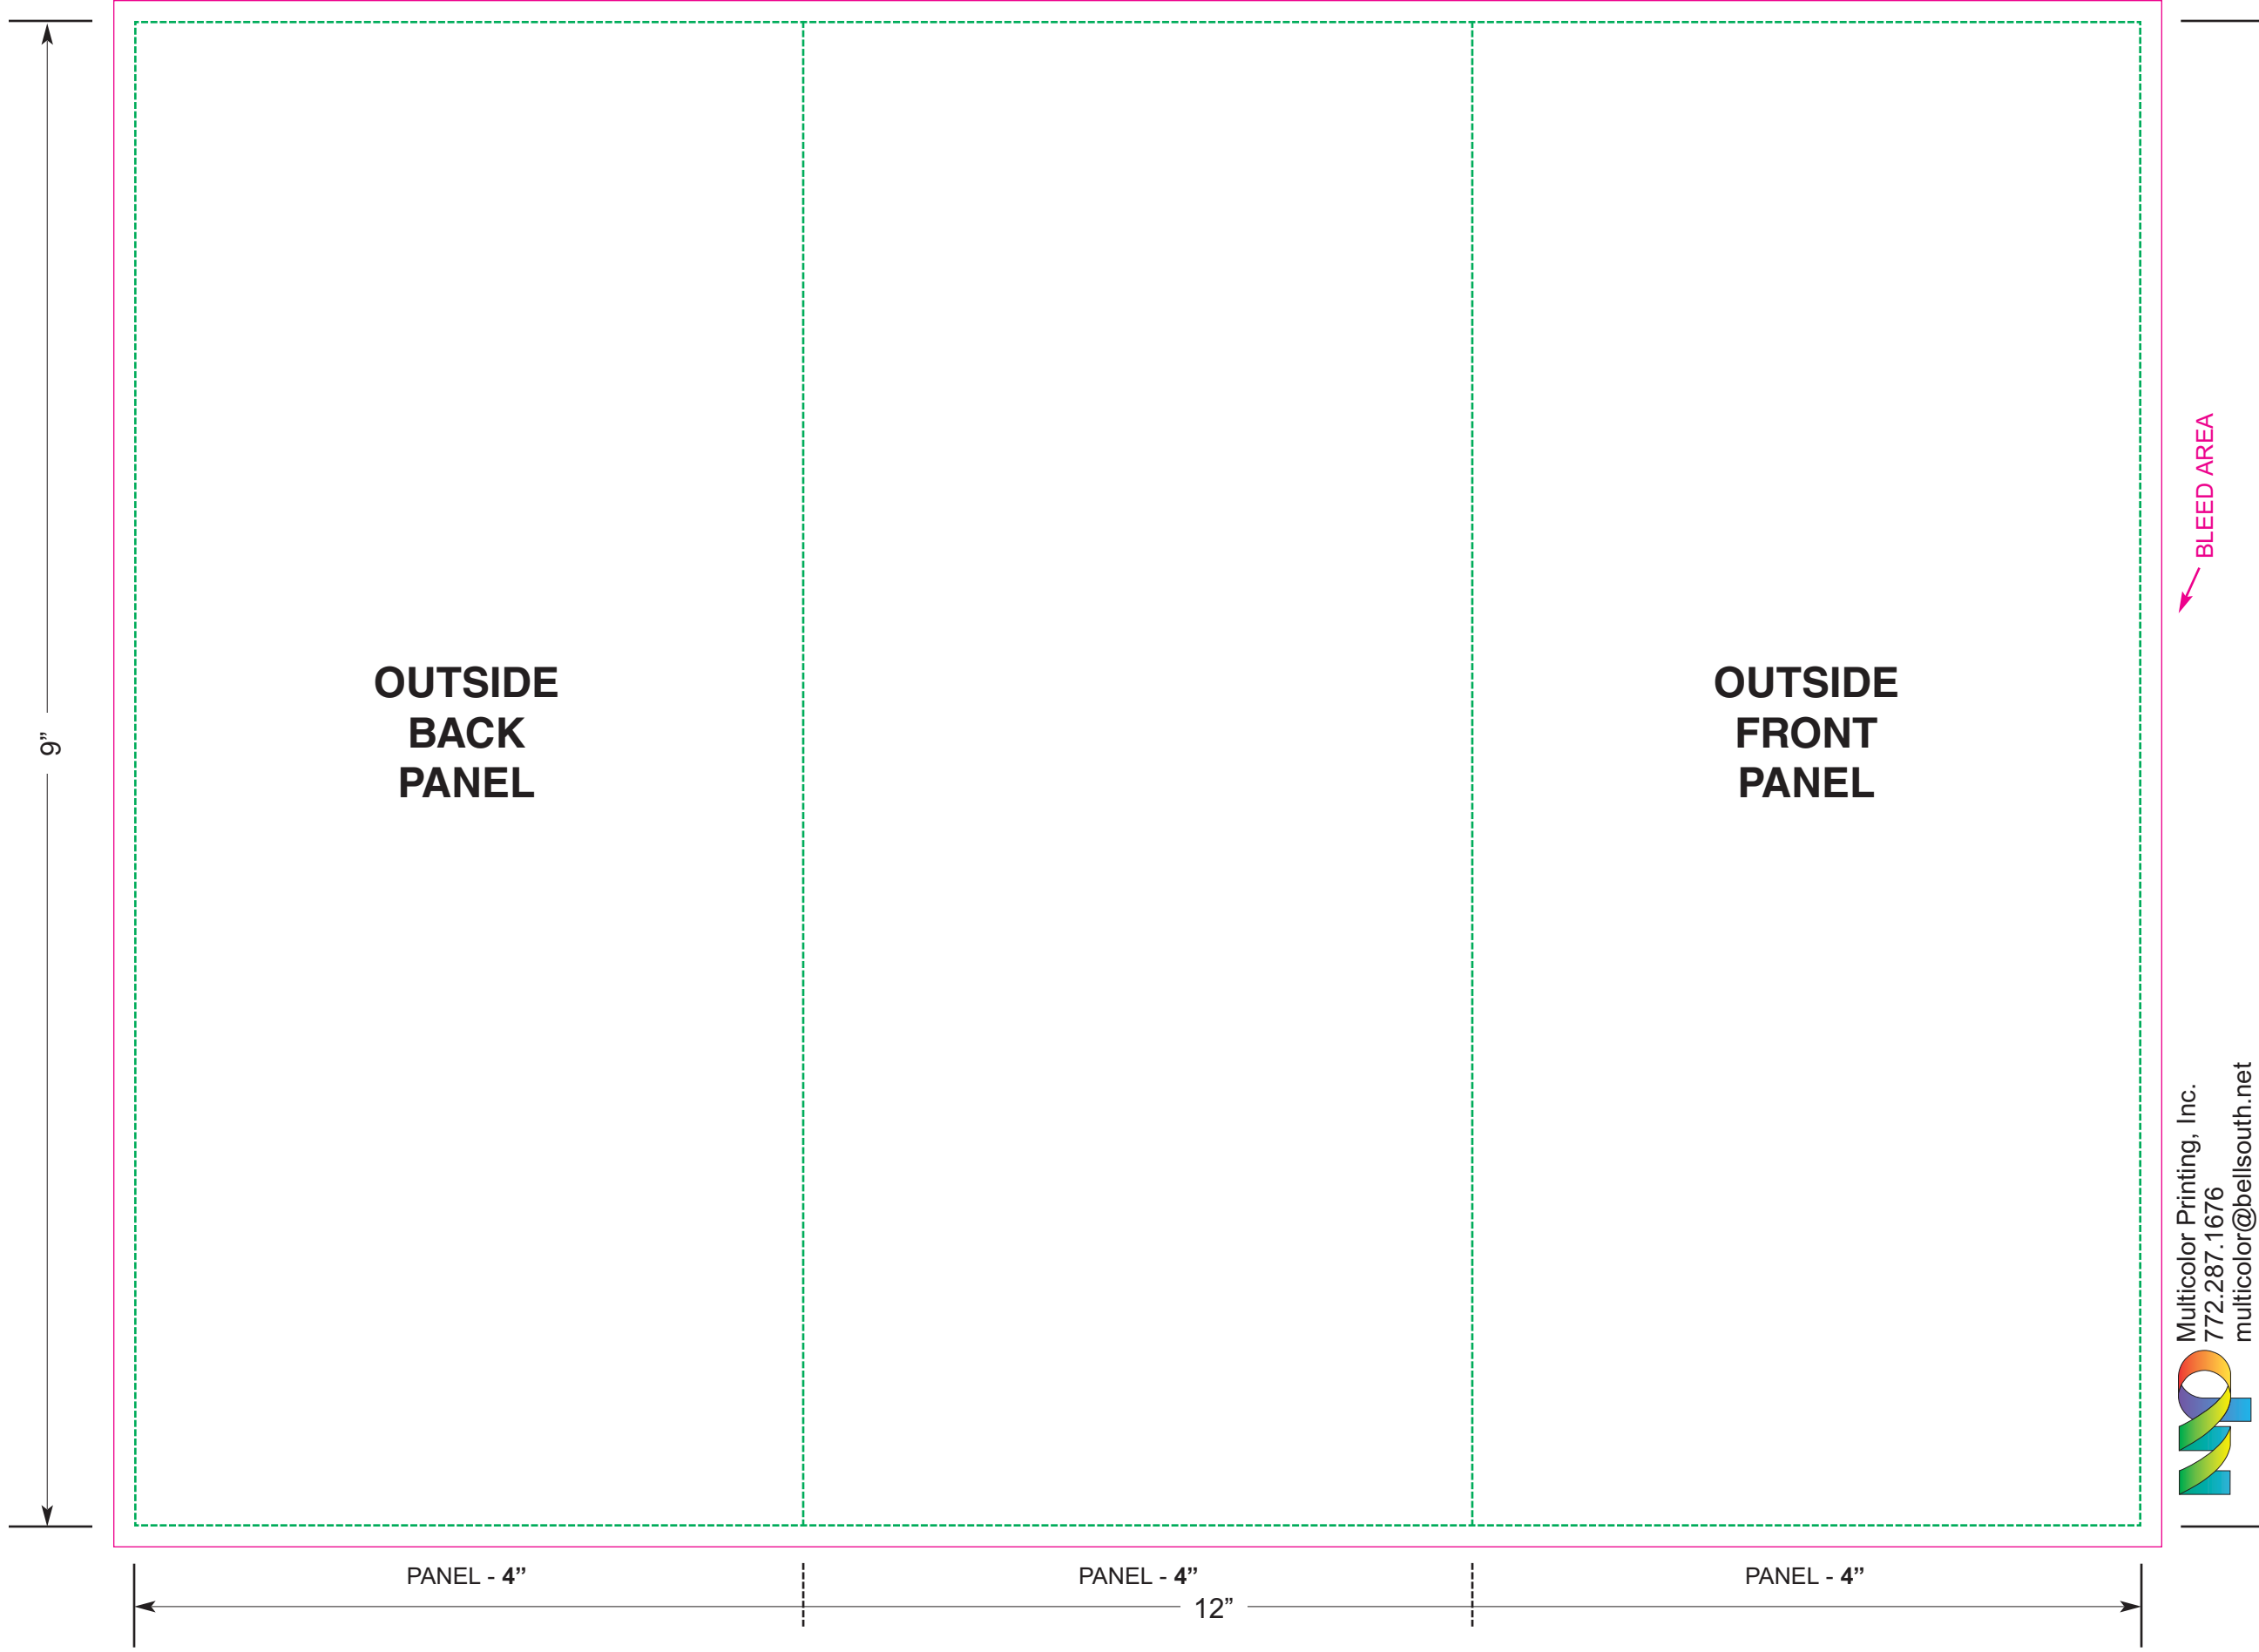 9”
OUTSIDE
BACK
PANEL
OUTSIDE
FRONT
PANEL
BLEED AREA
Multicolor Printing, Inc.
772.287.1676
multicolor@bellsouth.net
PANEL - 4”
PANEL - 4”
PANEL - 4”
12”